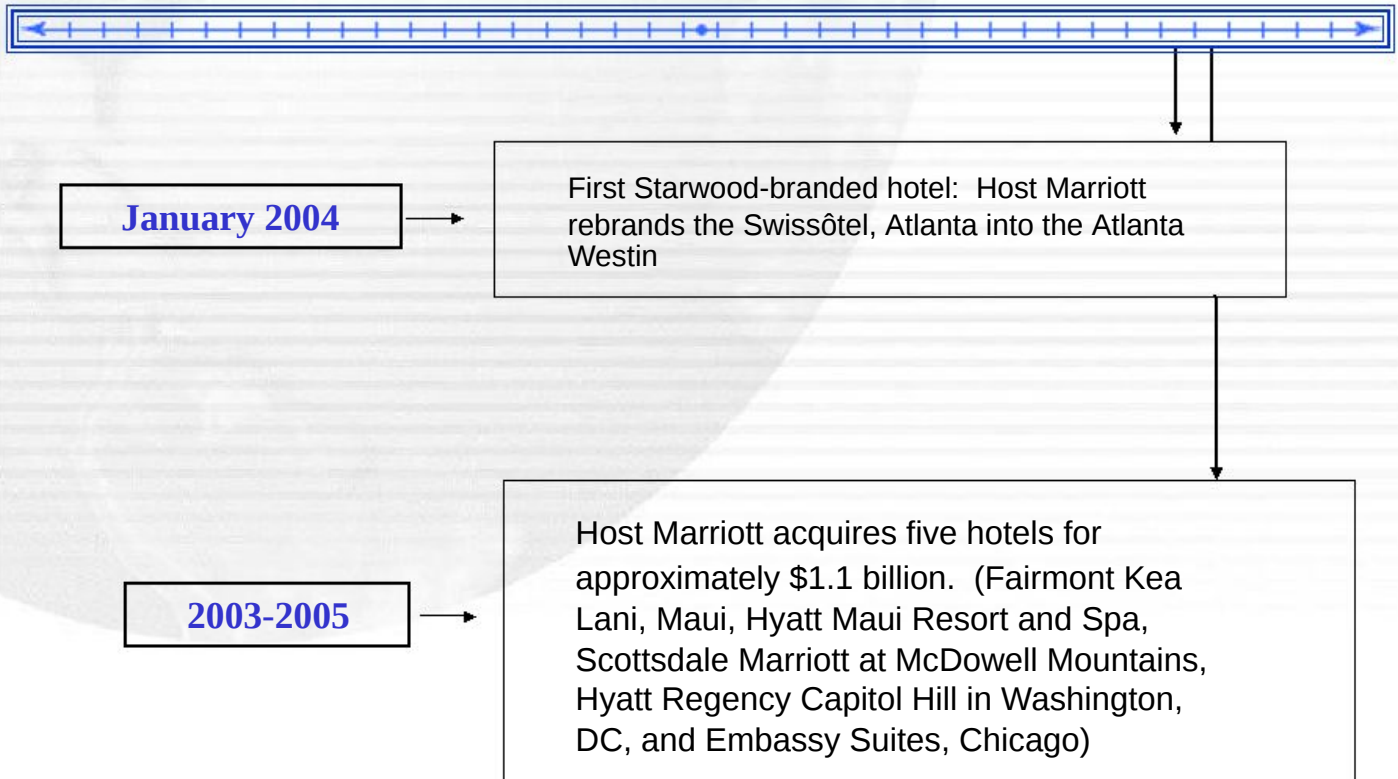 January 2004
First Starwood-branded hotel:  Host Marriott
rebrands the Swissôtel, Atlanta into the Atlanta
Westin
2003-2005
Host Marriott acquires five hotels for
approximately $1.1 billion.  (Fairmont Kea
Lani, Maui, Hyatt Maui Resort and Spa,
Scottsdale Marriott at McDowell Mountains,
Hyatt Regency Capitol Hill in Washington,
DC, and Embassy Suites, Chicago)